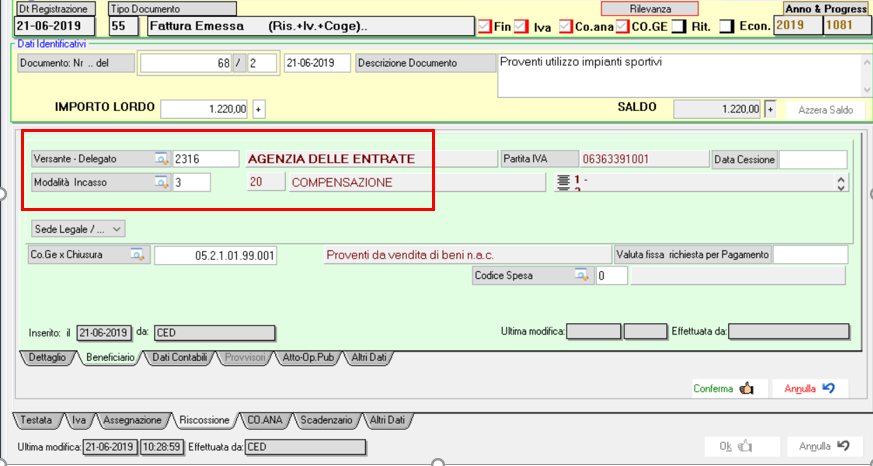 Dt Registrazione Tipo Documento Rilevanza Anno & Progress
21-06-2019 55 Fattura Emessa (Ris.+Iv.+Coge).. Fin Iva Co.ana CO.GE Rit. Econ. 2019 1081
Dati Identificativi
Documento: Nr .. del 68 / 2 21-06-2019 Descrizione Documento Proventi utilizzo impianti sportivi
IMPORTO LORDO 1.220,00 + SALDO 1.220,00 + Azzera Saldo
Versante - Delegato 2316 AGENZIA DELLE ENTRATE Partita IVA 06363391001 Data Cessione
Modalità Incasso 3 20 COMPENSAZIONE 1 -
Sede Legale / ...
Co.Ge x Chiusura 05.2.1.01.99.001 Proventi da vendita di beni n.a.c. Valuta fissa richiesta per Pagamento
Codice Spesa 0
Inserito: il 21-06-2019 da: CED Ultima modifica: Effettuata da:
Dettaglio Beneficiario Dati Contabili Provvisori Atto-Op.Pub Altri Dati
Conferma Annulla
Testata Iva Assegnazione Riscossione CO.ANA Scadenzario Altri Dati
Ultima modifica: 21-06-2019 10:28:59 Effettuata da: CED Ok Annulla